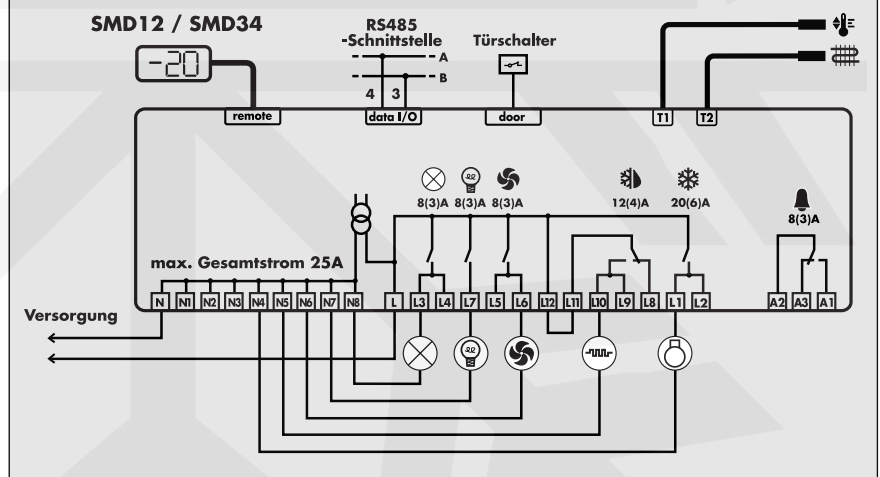 SMD12 / SMD34
-20
RS485
-Schnittstelle
A
B
4 3
Türschalter
remote
data I/O
door
T1
T2
8(3)A 8(3)A 8(3)A
12(4)A
20(6)A
8(3)A
max. Gesamtstrom 25A
N N1 N2 N3 N4 N5 N6 N7 N8 L L3 L4 L7 L5 L6 L12 L11 L10 L9 L8 L1 L2 A2 A3 A1
Versorgung